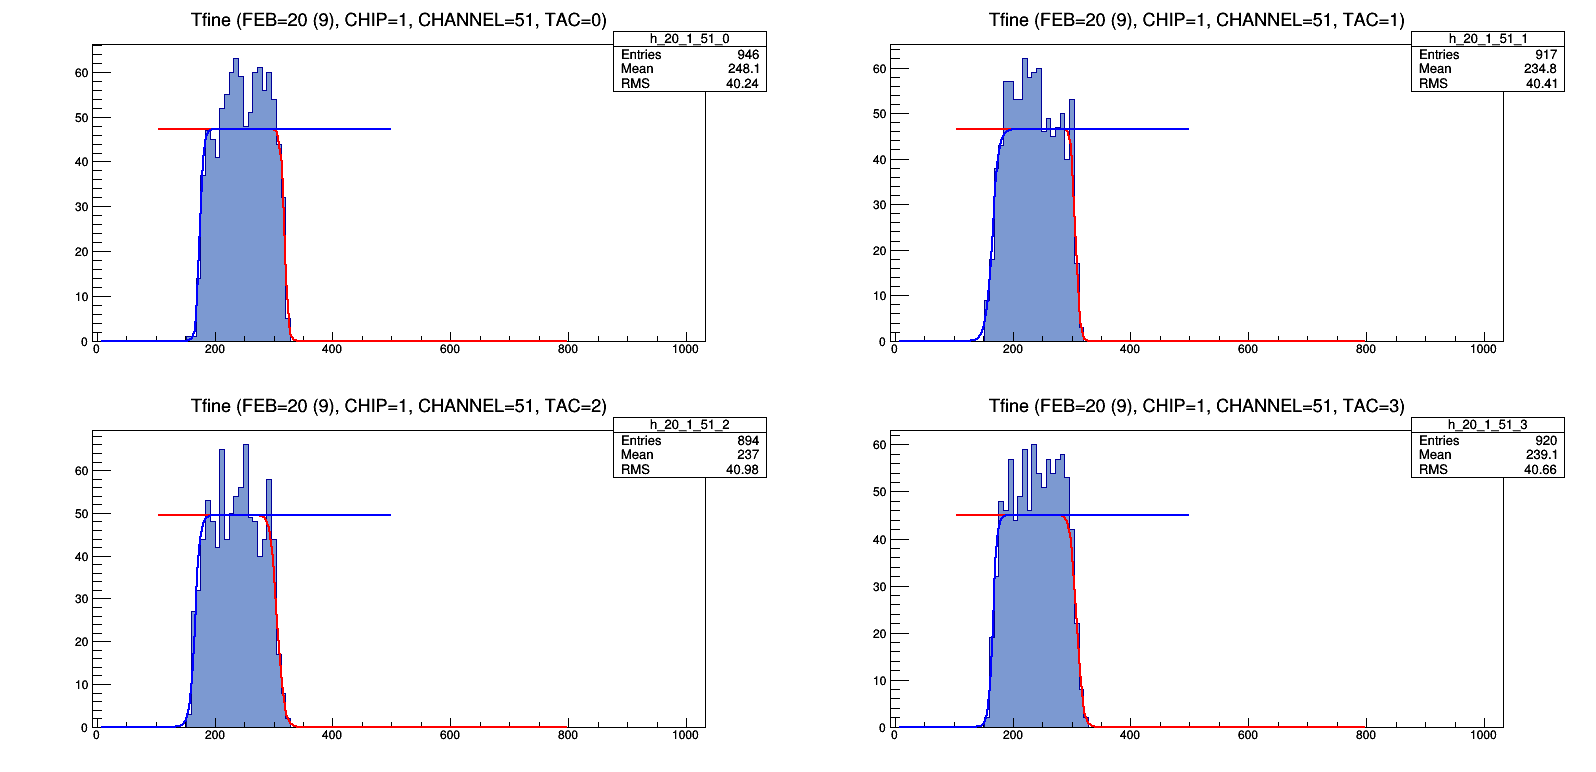 Tfine (FEB=20 (9), CHIP=1, CHANNEL=51, TAC=0)
h_20_1_51_0
Entries 946
Mean 248.1
RMS 40.24
60
50
40
30
20
10
0
0 200 400 600 800 1000
Tfine (FEB=20 (9), CHIP=1, CHANNEL=51, TAC=1)
h_20_1_51_1
Entries 917
Mean 234.8
RMS 40.41
60
50
40
30
20
10
0
0 200 400 600 800 1000
Tfine (FEB=20 (9), CHIP=1, CHANNEL=51, TAC=2)
h_20_1_51_2
Entries 894
Mean 237
RMS 40.98
60
50
40
30
20
10
0
0 200 400 600 800 1000
Tfine (FEB=20 (9), CHIP=1, CHANNEL=51, TAC=3)
h_20_1_51_3
Entries 920
Mean 239.1
RMS 40.66
60
50
40
30
20
10
0
0 200 400 600 800 1000